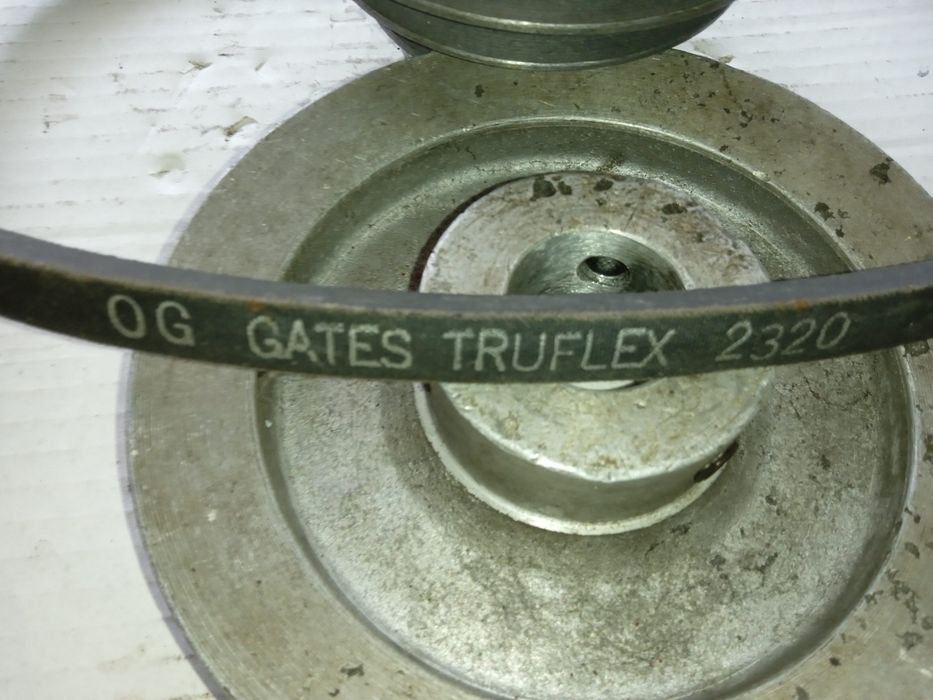 OG GATES TRUFLEX 2320